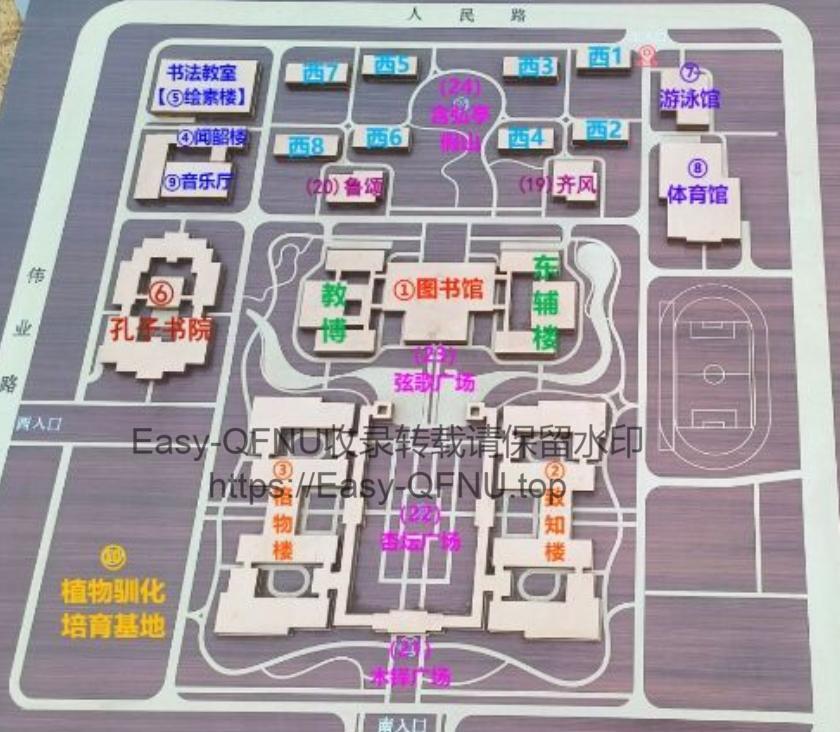 人民路
书法教室
【⑤绘素楼】
西7
西5
西3
西1
(24)
含弘亭
假山
⑦
游泳馆
④闻韶楼
西8
西6
西4
西2
⑨音乐厅
(20)鲁颂
(19)齐风
⑧
体育馆
伟业路
⑥
孔子书院
教博
①图书馆
东辅楼
(23)
弦歌广场
西入口
Easy-QFNU收录转载请保留水印
https://Easy-QFNU.top
③
格物楼
②
致知楼
(22)
杏坛广场
⑩
植物驯化
培育基地
(21)
木铎广场
南入口